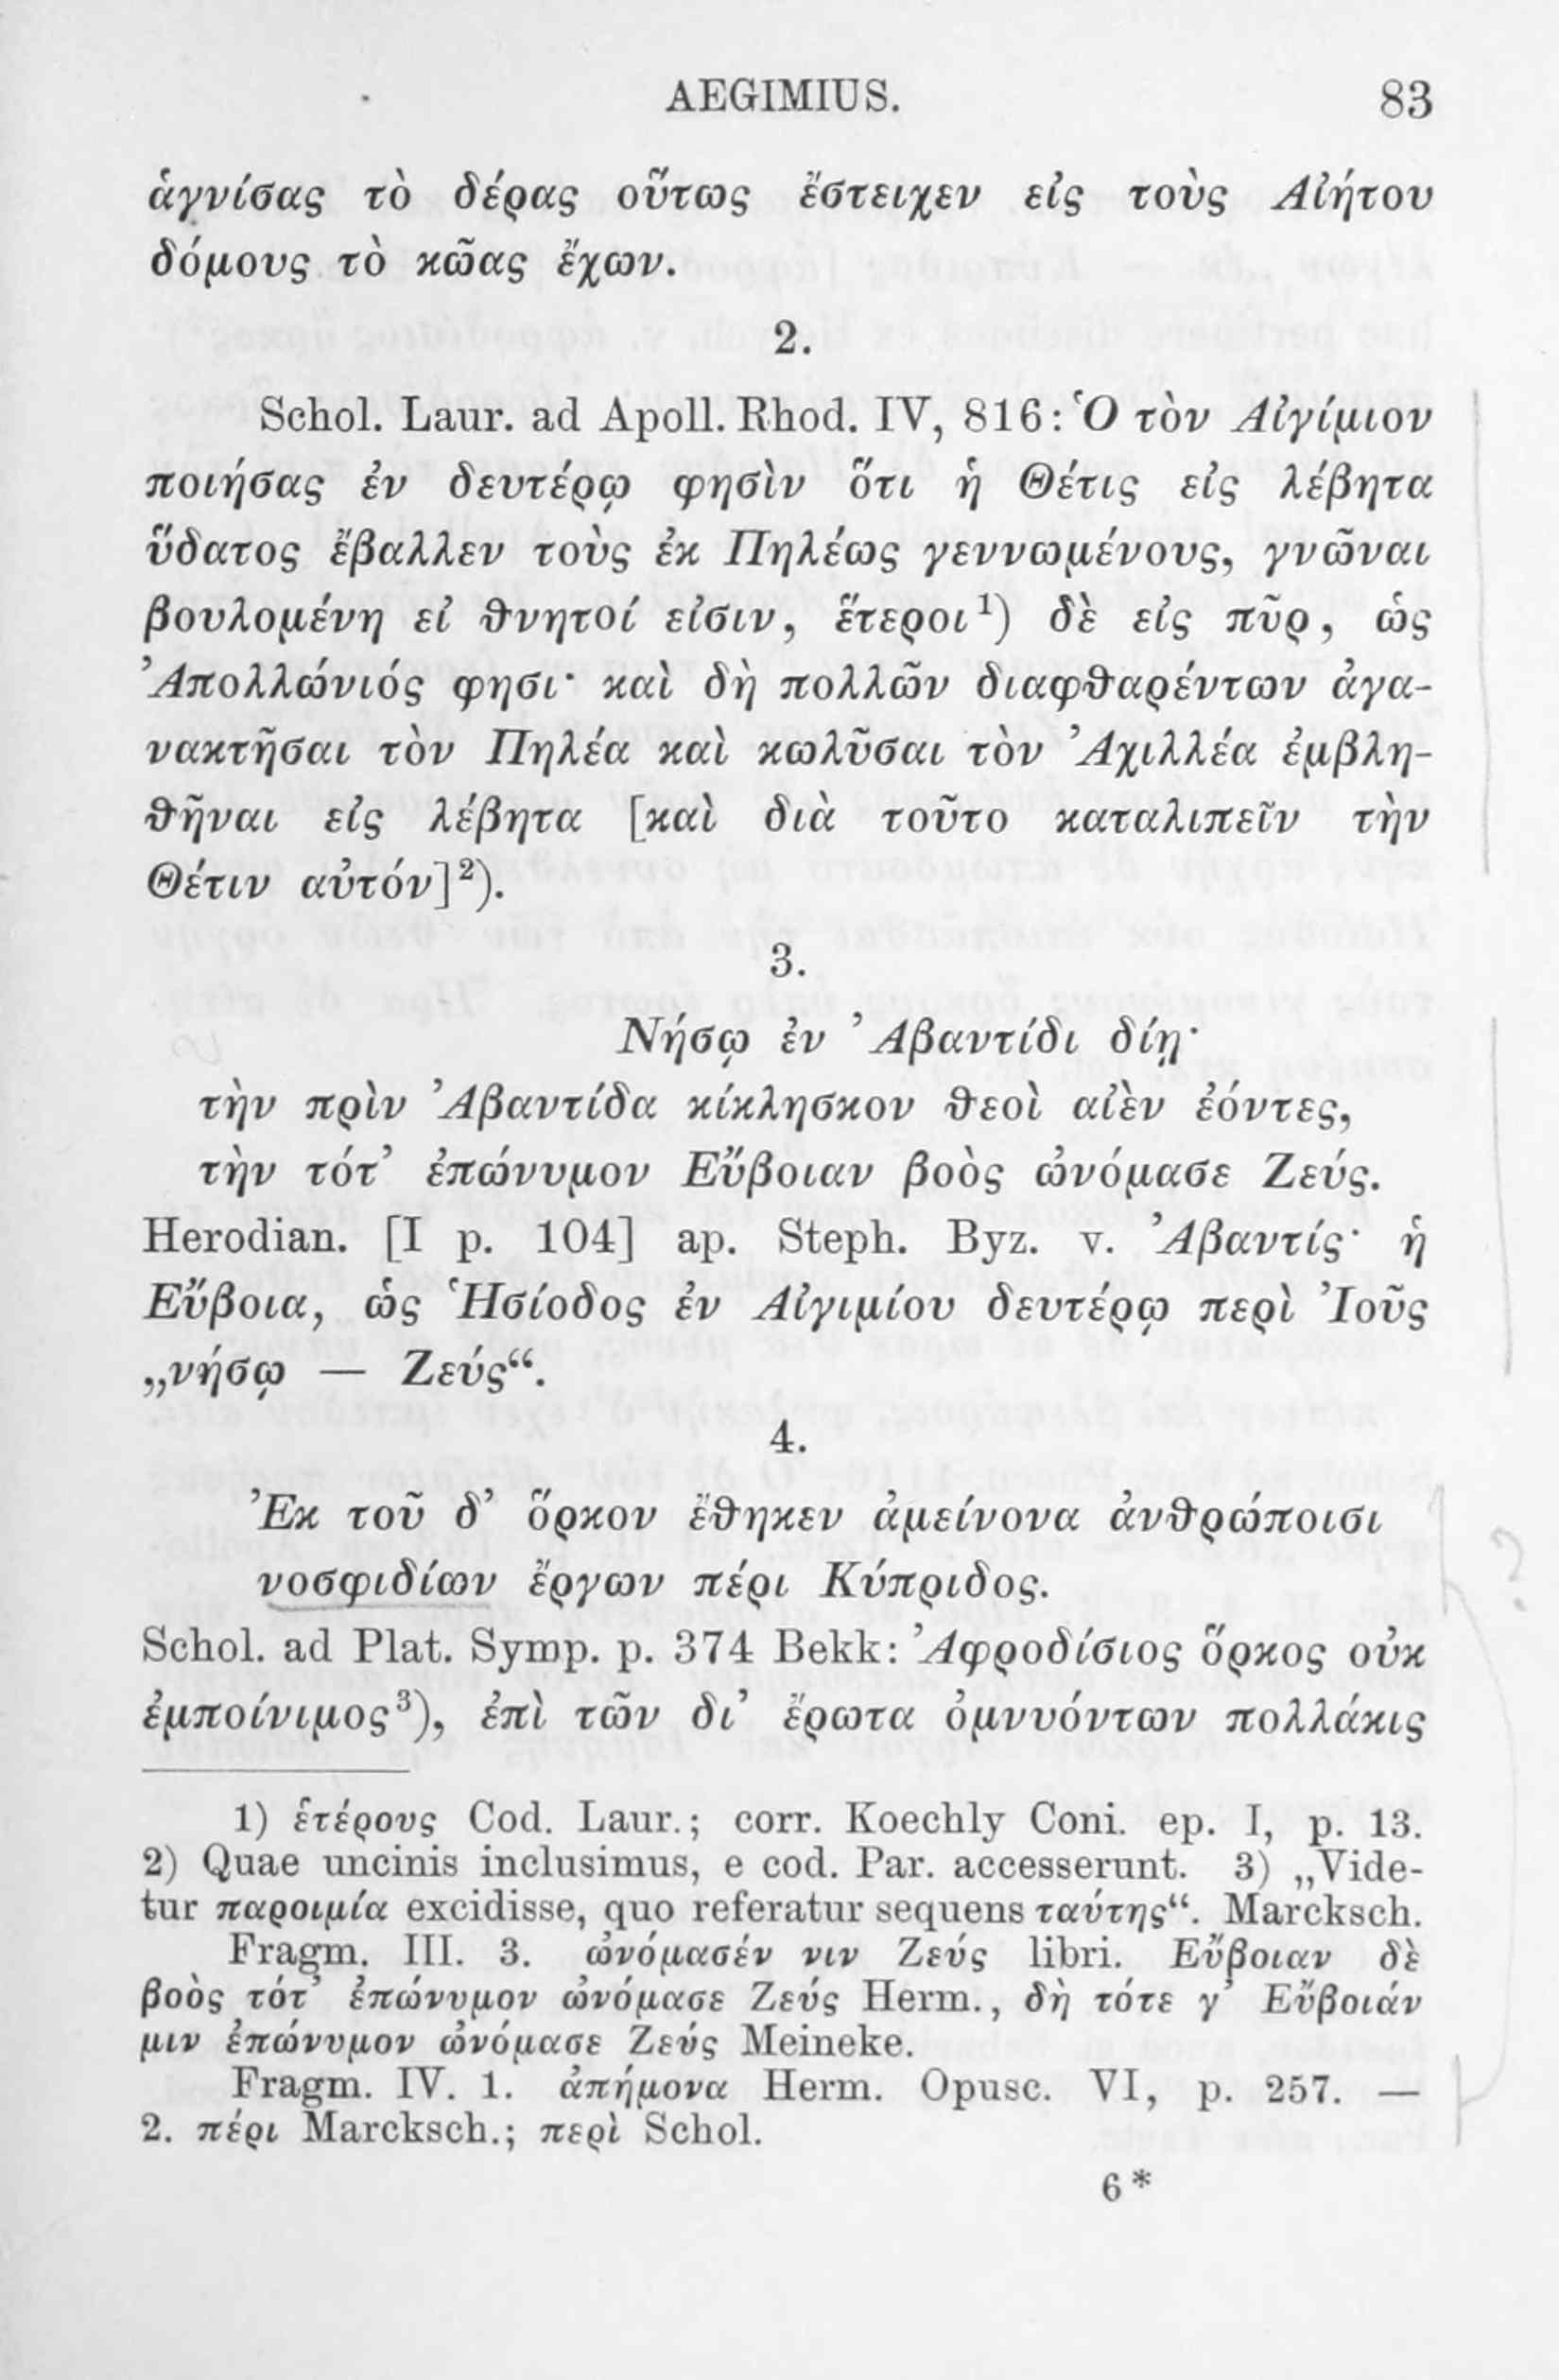 AEGIMIUS. 83
ἁγνίσας τὸ δέρας οὕτως ἔστειχεν εἰς τοὺς Αἰήτου
δόμους τὸ κῶας ἔχων.
2.
Schol. Laur. ad Apoll. Rhod. IV, 816: Ὁ τὸν Αἰγίμιον
ποιήσας ἐν δευτέρῳ φησὶν ὅτι ἡ Θέτις εἰς λέβητα
ὕδατος ἔβαλλεν τοὺς ἐκ Πηλέως γεννωμένους, γνῶναι
βουλομένη εἰ θνητοί εἰσιν, ἕτεροι¹) δὲ εἰς πῦρ, ὡς
Ἀπολλώνιός φησι· καὶ δὴ πολλῶν διαφθαρέντων ἀγα-
νακτῆσαι τὸν Πηλέα καὶ κωλῦσαι τὸν Ἀχιλλέα ἐμβλη-
θῆναι εἰς λέβητα [καὶ διὰ τοῦτο καταλιπεῖν τὴν
Θέτιν αὐτόν]²).
3.
Νήσῳ ἐν Ἀβαντίδι δίῃ·
τὴν πρὶν Ἀβαντίδα κίκλησκον θεοὶ αἰὲν ἐόντες,
τὴν τότ’ ἐπώνυμον Εὔβοιαν βοὸς ὠνόμασε Ζεύς.
Herodian. [I p. 104] ap. Steph. Byz. v. Ἀβαντίς· ἡ
Εὔβοια, ὡς Ἡσίοδος ἐν Αἰγιμίου δευτέρῳ περὶ Ἰοῦς
„νήσῳ — Ζεύς“.
4.
Ἐκ τοῦ δ’ ὅρκον ἔθηκεν ἀμείνονα ἀνθρώποισι
νοσφιδίων ἔργων πέρι Κύπριδος.
Schol. ad Plat. Symp. p. 374 Bekk: Ἀφροδίσιος ὅρκος οὐκ
ἐμποίνιμος³), ἐπὶ τῶν δι’ ἔρωτα ὀμνυόντων πολλάκις
1) ἑτέρους Cod. Laur.; corr. Koechly Coni. ep. I, p. 13.
2) Quae uncinis inclusimus, e cod. Par. accesserunt. 3) „Vide-
tur παροιμία excidisse, quo referatur sequens ταύτης“. Marcksch.
Fragm. III. 3. ὠνόμασέν νιν Ζεύς libri. Εὔβοιαν δὲ
βοὸς τότ’ ἐπώνυμον ὠνόμασε Ζεύς Herm., δὴ τότε γ’ Εὔβοιάν
μιν ἐπώνυμον ὠνόμασε Ζεύς Meineke.
Fragm. IV. 1. ἀπήμονα Herm. Opusc. VI, p. 257. —
2. πέρι Marcksch.; περὶ Schol.
6*